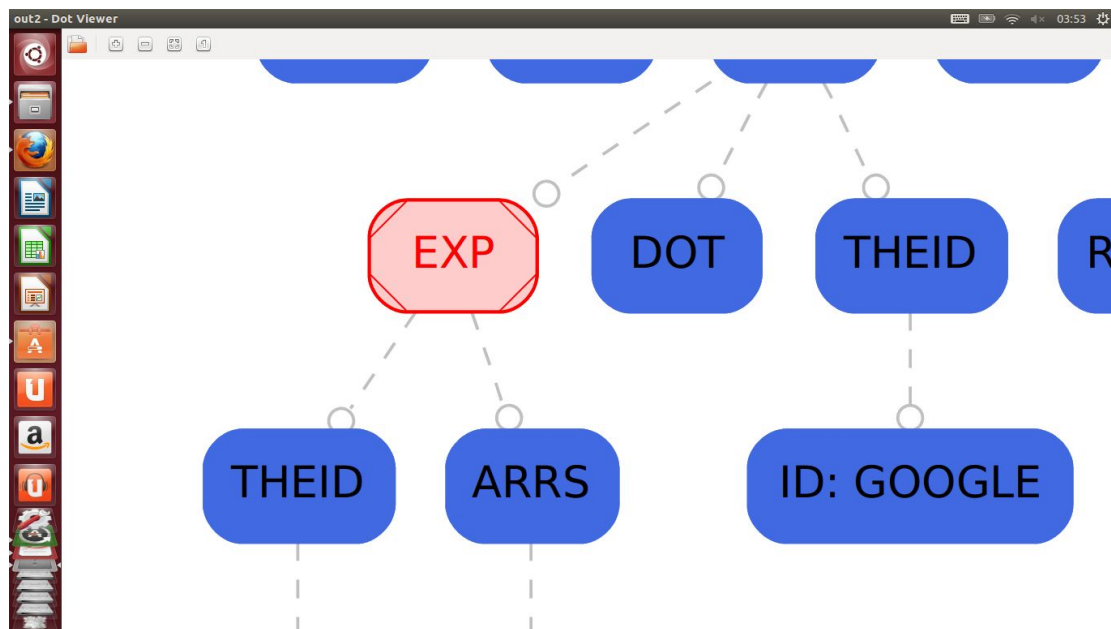 out2 - Dot Viewer
03:53
EXP
DOT
THEID
R
THEID
ARRS
ID: GOOGLE